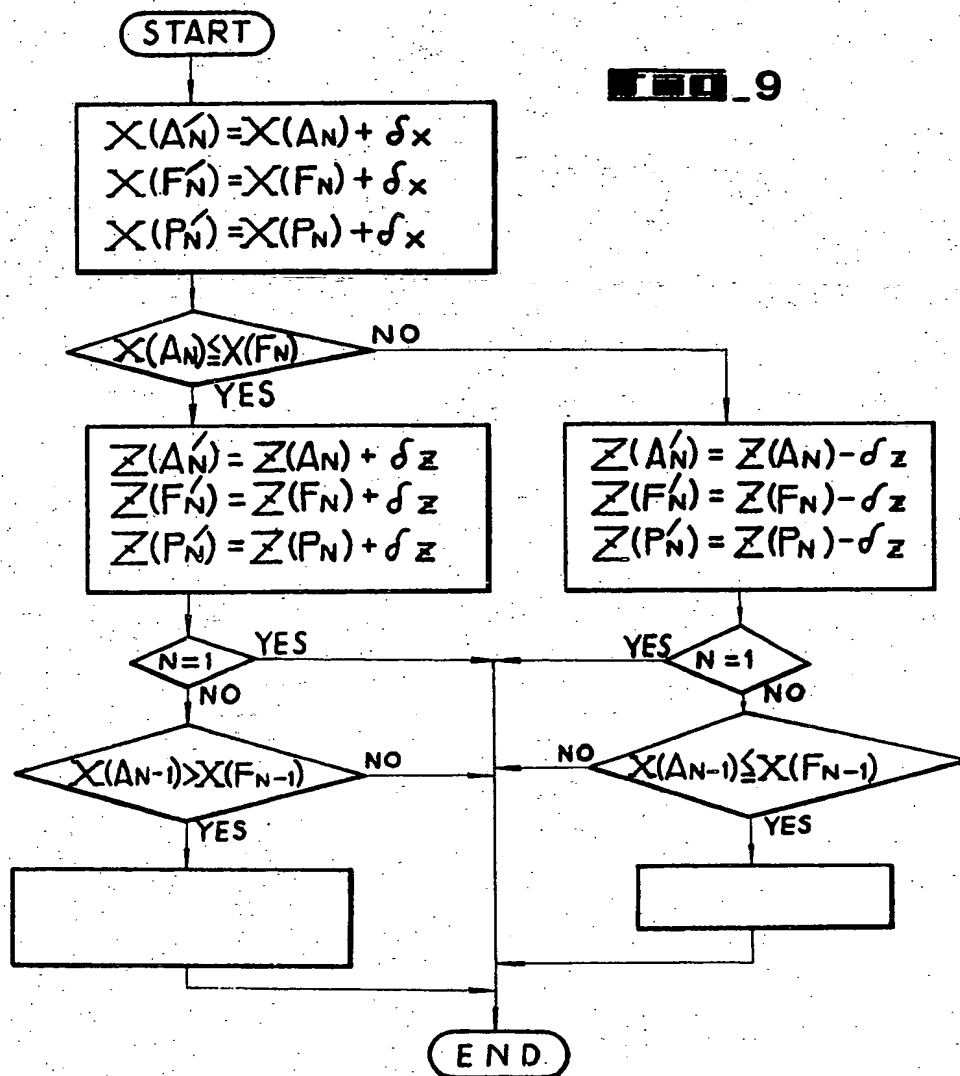 START
_9
X(A′N)=X(AN)+δx
X(F′N)=X(FN)+δx
X(P′N)=X(PN)+δx
X(AN)≦X(FN)
NO
YES
Z(A′N)=Z(AN)+δz
Z(F′N)=Z(FN)+δz
Z(P′N)=Z(PN)+δz
Z(A′N)=Z(AN)-δz
Z(F′N)=Z(FN)-δz
Z(P′N)=Z(PN)-δz
N=1
YES
NO
YES
N=1
NO
X(AN-1)>X(FN-1)
NO
YES
NO
X(AN-1)≦X(FN-1)
YES
END